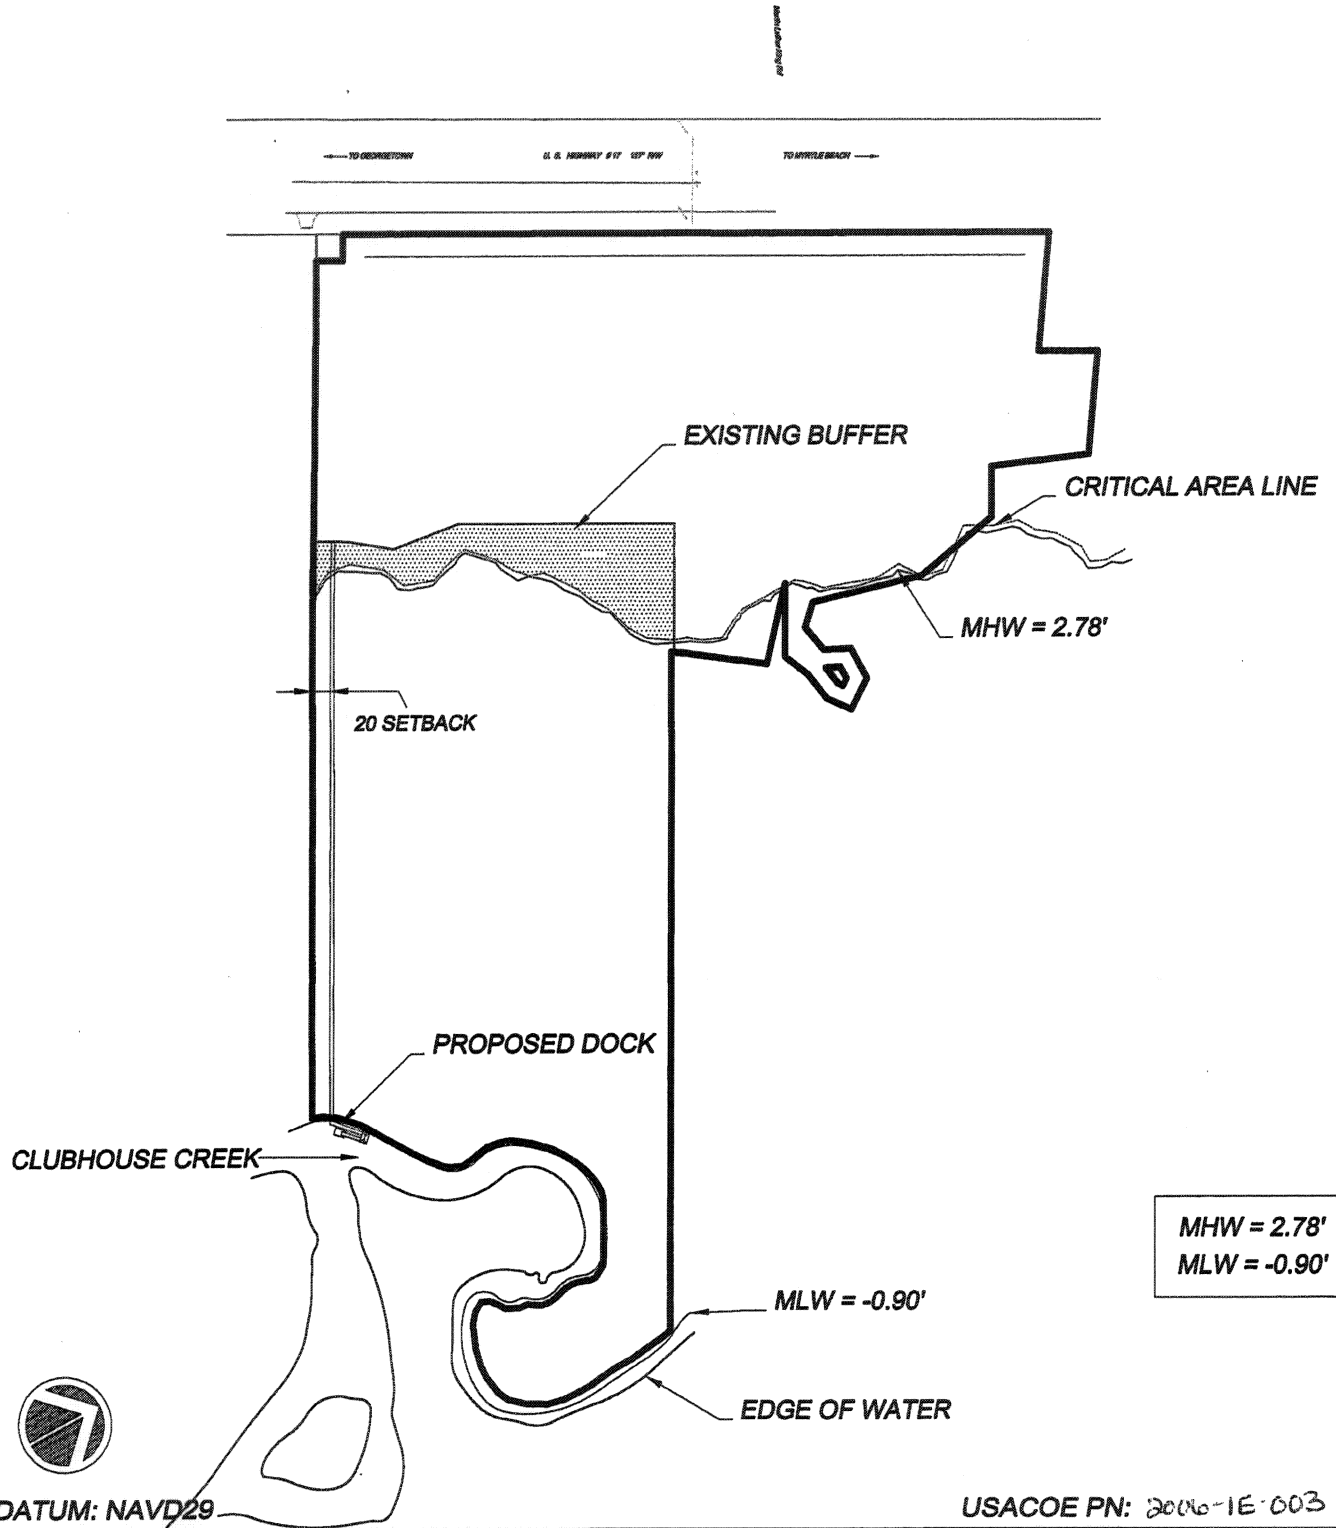 TO GEORGETOWN
U. S. HIGHWAY # 17 157' R/W
TO MYRTLE BEACH
EXISTING BUFFER
CRITICAL AREA LINE
MHW = 2.78'
20 SETBACK
PROPOSED DOCK
CLUBHOUSE CREEK
MHW = 2.78'
MLW = -0.90'
MLW = -0.90'
EDGE OF WATER
DATUM: NAVD29
USACOE PN: 2006-1E-003